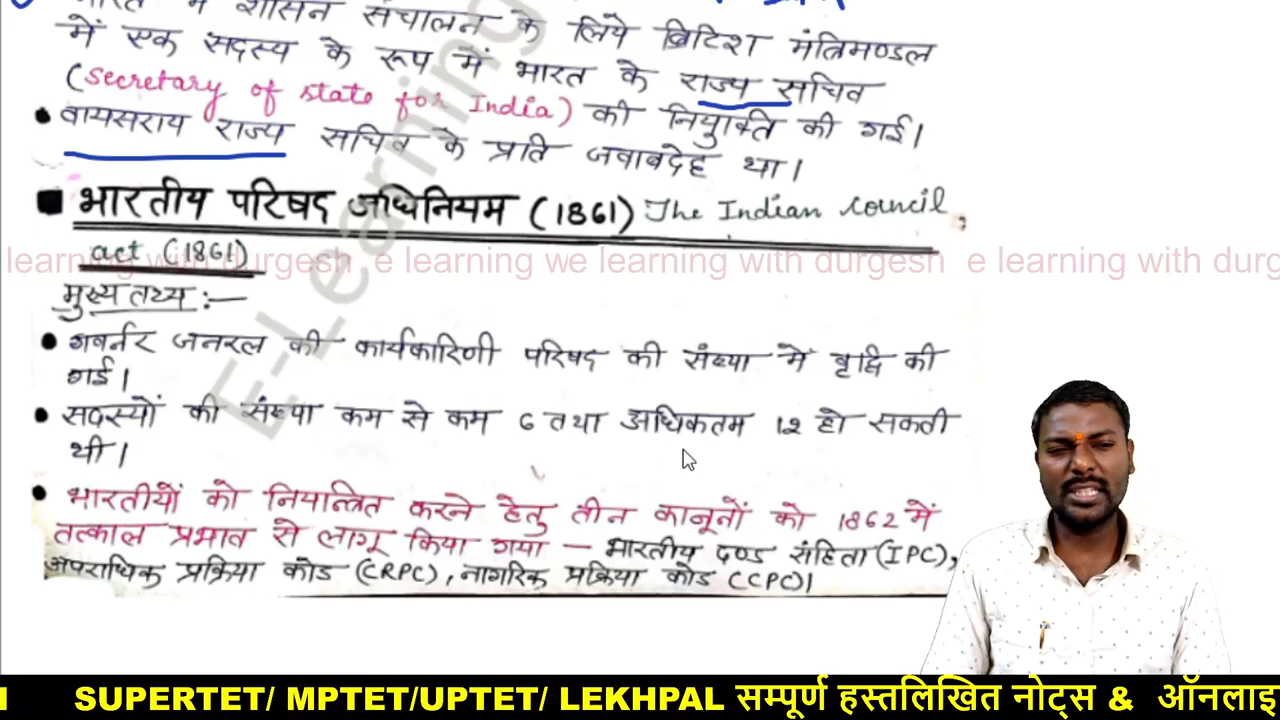 भारत में शासन संचालन के लिये ब्रिटिश मंत्रिमण्डल
में एक सदस्य के रूप में भारत के राज्य सचिव
(Secretary of state for India) की नियुक्ति की गई।
• वायसराय राज्य सचिव के प्रति जवाबदेह था।
■ भारतीय परिषद अधिनियम (1861) The Indian council
act (1861)
learning with durgesh e learning we learning with durgesh e learning with durg
मुख्य तथ्य :—
• गवर्नर जनरल की कार्यकारिणी परिषद की संख्या में वृद्धि की
गई।
• सदस्यों की संख्या कम से कम 6 तथा अधिकतम 12 हो सकती
थी।
• भारतीयों को नियन्त्रित करने हेतु तीन कानूनों को 1862 में
तत्काल प्रभाव से लागू किया गया — भारतीय दण्ड संहिता (IPC),
अपराधिक प्रक्रिया कोड (CRPC), नागरिक प्रक्रिया कोड (CCPC)।
E-Learning
SUPERTET/ MPTET/UPTET/ LEKHPAL सम्पूर्ण हस्तलिखित नोट्स & ऑनलाइ